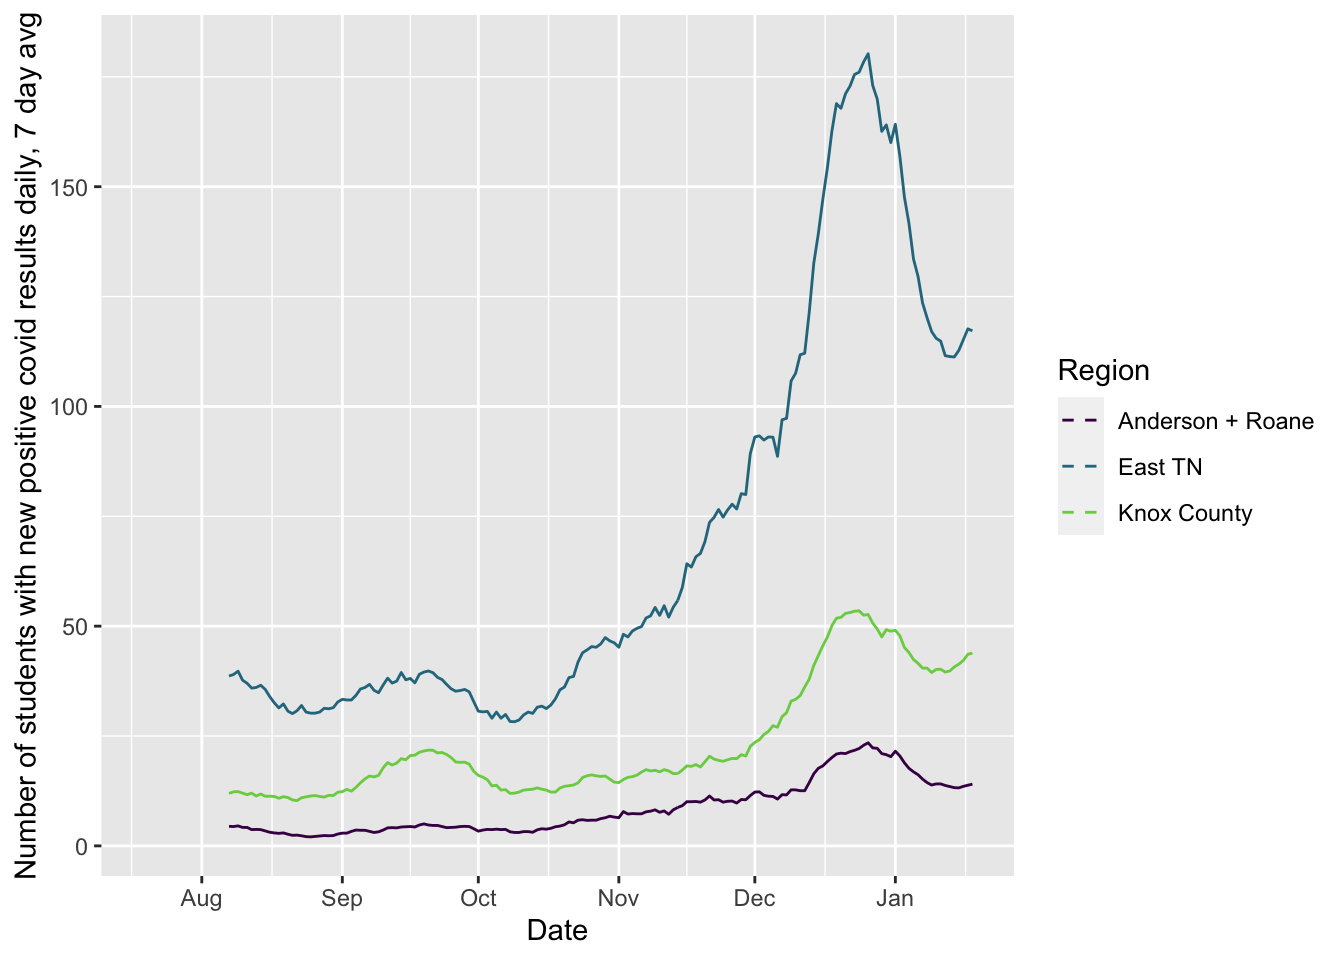 Number of students with new positive covid results daily, 7 day avg
150
100
50
0
Aug
Sep
Oct
Nov
Dec
Jan
Date
Region
Anderson + Roane
East TN
Knox County